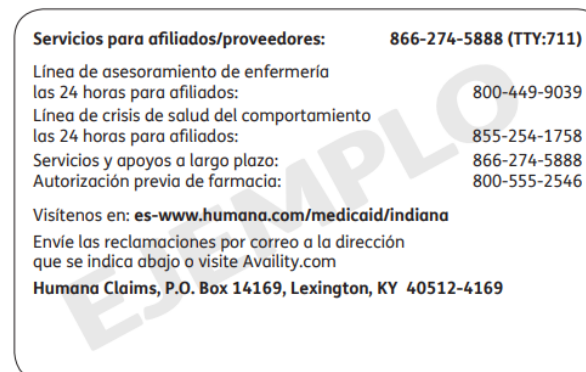 Servicios para afiliados/proveedores: 866-274-5888 (TTY:711)
Línea de asesoramiento de enfermería
las 24 horas para afiliados: 800-449-9039
Línea de crisis de salud del comportamiento
las 24 horas para afiliados: 855-254-1758
Servicios y apoyos a largo plazo: 866-274-5888
Autorización previa de farmacia: 800-555-2546
Visítenos en: es-www.humana.com/medicaid/indiana
Envíe las reclamaciones por correo a la dirección
que se indica abajo o visite Availity.com
Humana Claims, P.O. Box 14169, Lexington, KY 40512-4169
EJEMPLO